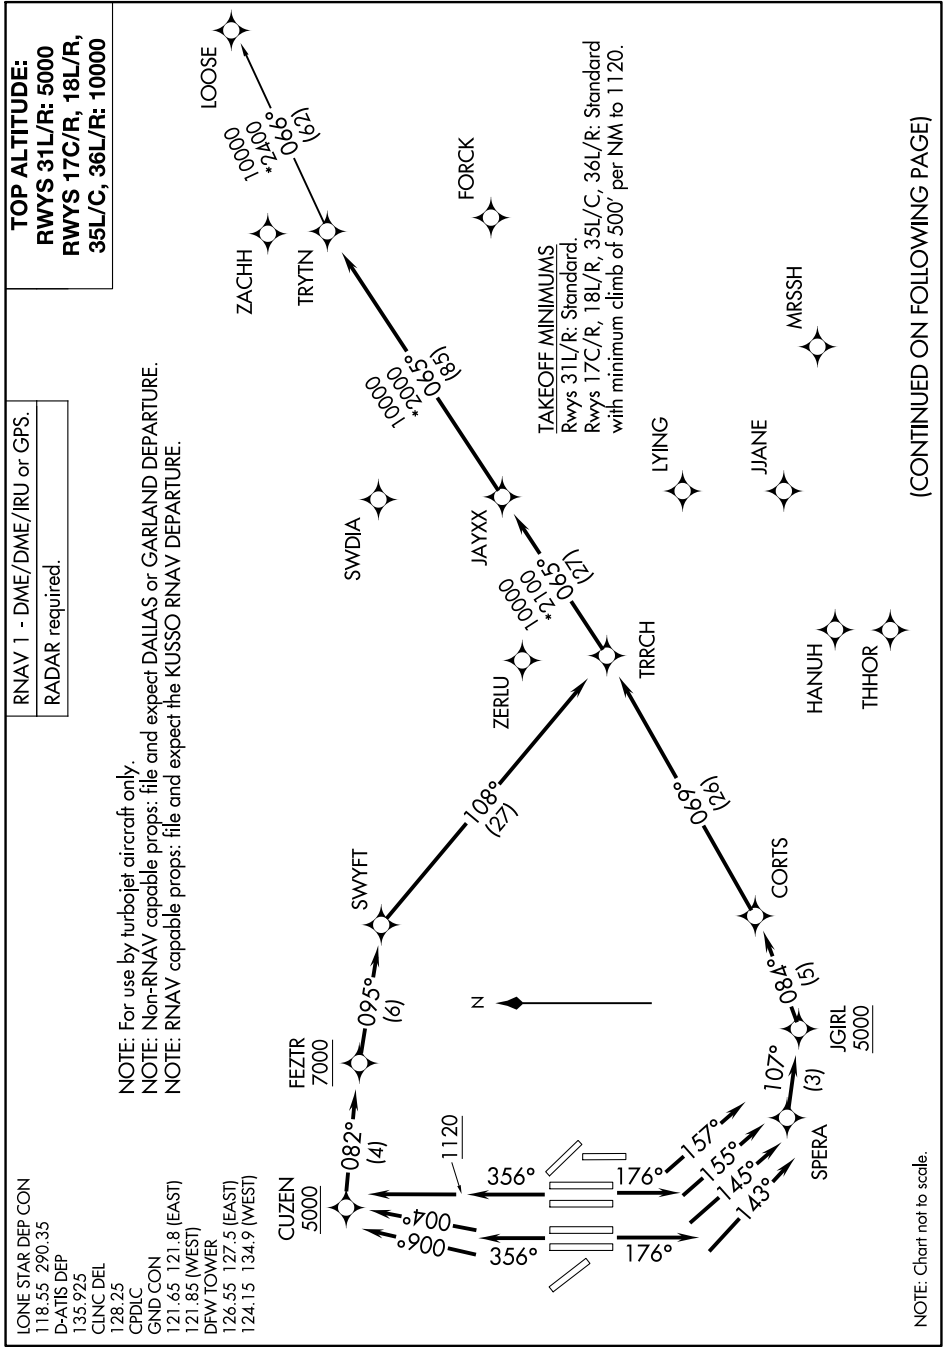 LONE STAR DEP CON
118.55 290.35
D-ATIS DEP
135.925
CLNC DEL
128.25
CPDLC
GND CON
121.65 121.8 (EAST)
121.85 (WEST)
DFW TOWER
126.55 127.5 (EAST)
124.15 134.9 (WEST)
RNAV 1 - DME/DME/IRU or GPS.
RADAR required.
TOP ALTITUDE:
RWYS 31L/R: 5000
RWYS 17C/R, 18L/R,
35L/C, 36L/R: 10000
NOTE: For use by turbojet aircraft only.
NOTE: Non-RNAV capable props: file and expect DALLAS or GARLAND DEPARTURE.
NOTE: RNAV capable props: file and expect the KUSSO RNAV DEPARTURE.
LOOSE
10000
*2400
066°
(62)
ZACHH
TRYTN
FORCK
10000
*2000
065°
(85)
SWDIA
JAYXX
10000
*2100
065°
(27)
ZERLU
TRRCH
TAKEOFF MINIMUMS
Rwys 31L/R: Standard.
Rwys 17C/R, 18L/R, 35L/C, 36L/R: Standard
with minimum climb of 500' per NM to 1120.
LYING
JJANE
MRSSH
HANUH
THHOR
SWYFT
108°
(27)
069°
(26)
CORTS
FEZTR
7000
095°
(6)
N
084°
(5)
JGIRL
5000
CUZEN
5000
082°
(4)
1120
107°
(3)
SPERA
004°
006°
356°
356°
176°
176°
157°
155°
145°
143°
NOTE: Chart not to scale.
(CONTINUED ON FOLLOWING PAGE)